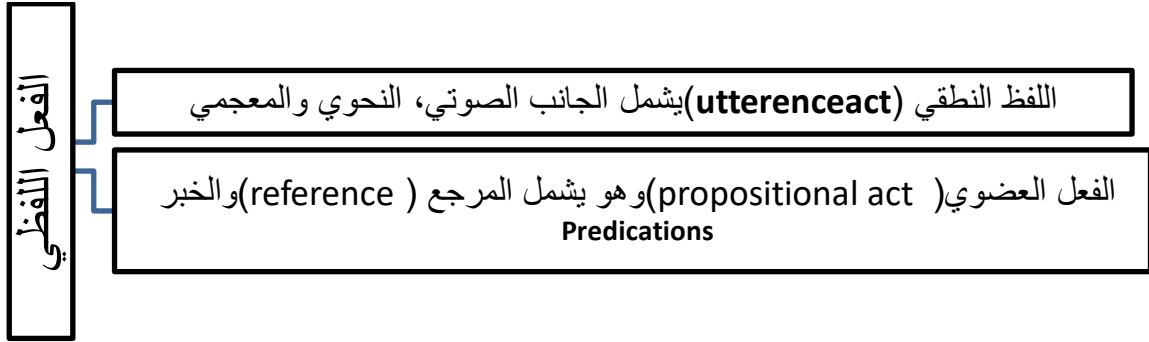 الفعل اللفظي
اللفظ النطقي (utterenceact)يشمل الجانب الصوتي، النحوي والمعجمي
الفعل العضوي( propositional act)وهو يشمل المرجع ( reference)والخبر
Predications